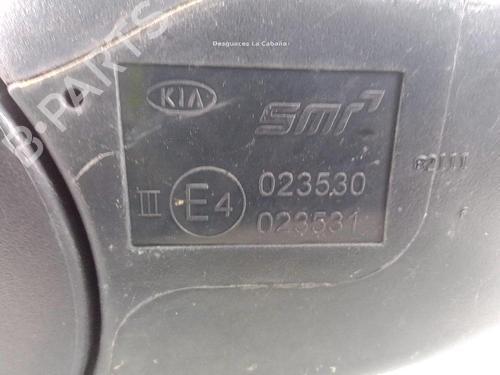 Desguaces La Cabaña
B-PARTS
KIA SMR
III E4 023530
023531